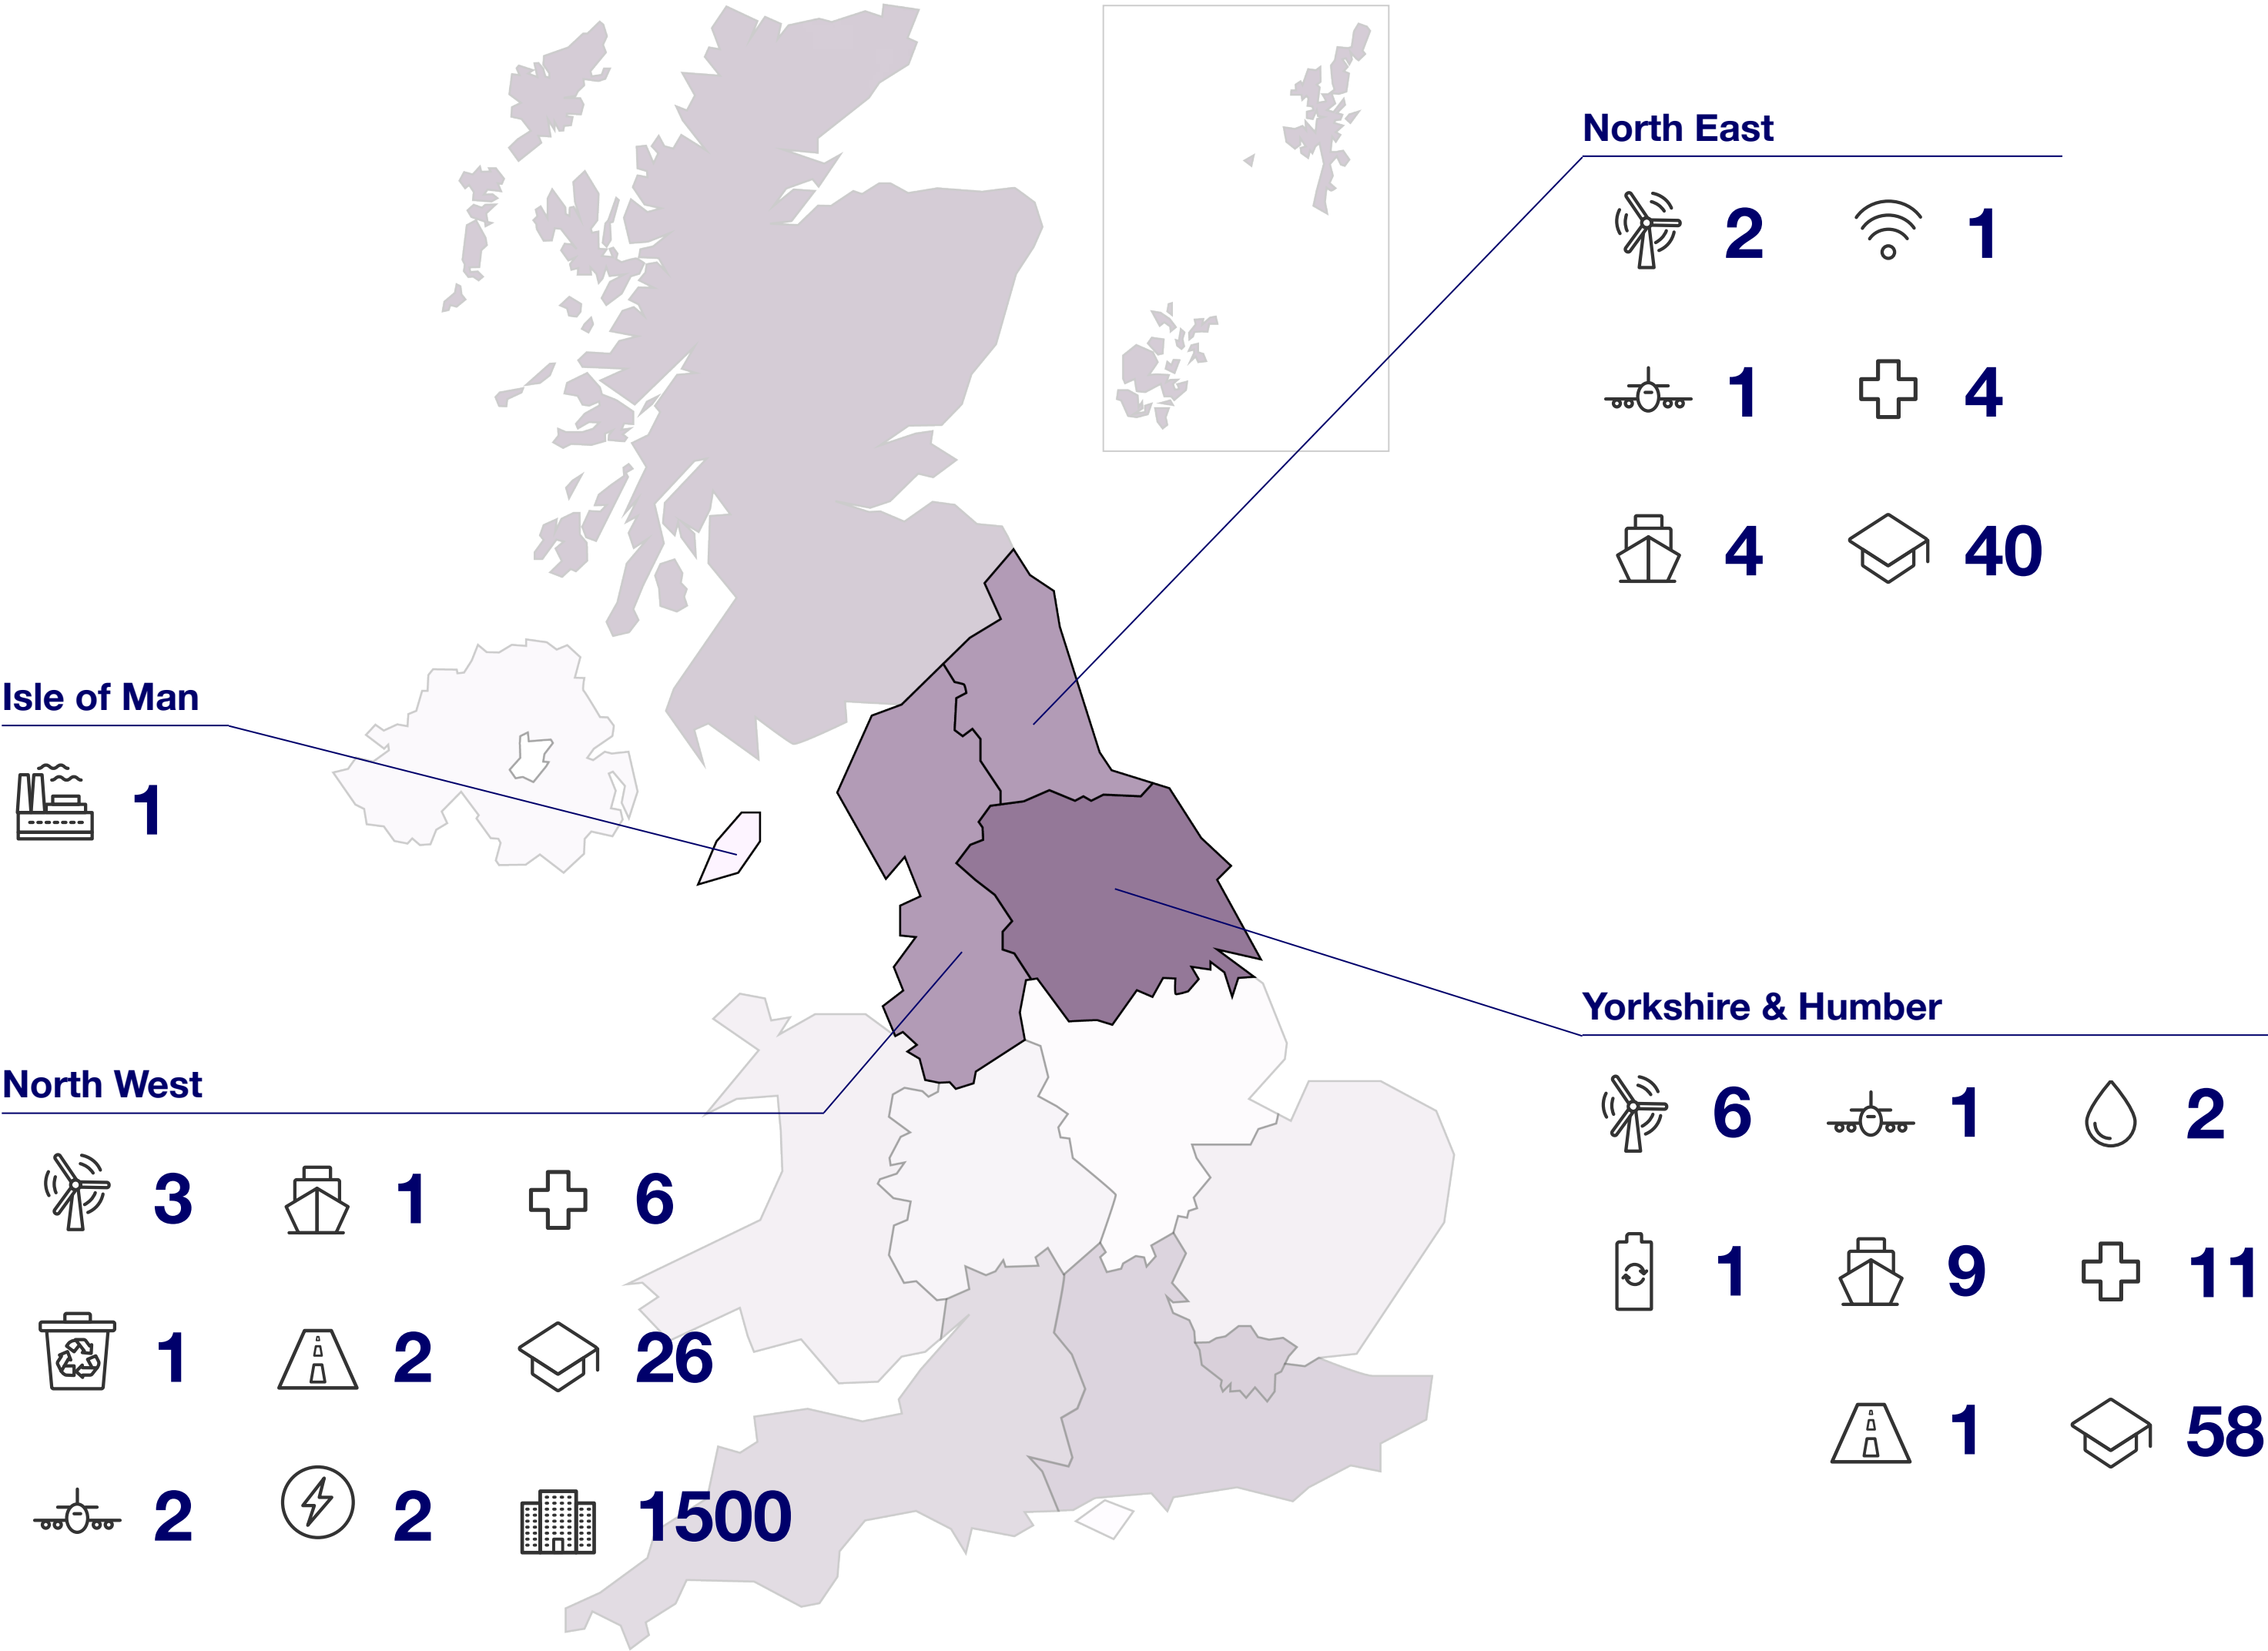 North East
2 1
1 4
4 40
Isle of Man
1
Yorkshire & Humber
6 1 2
1 9 11
1 58
North West
3 1 6
1 2 26
2 2 1500